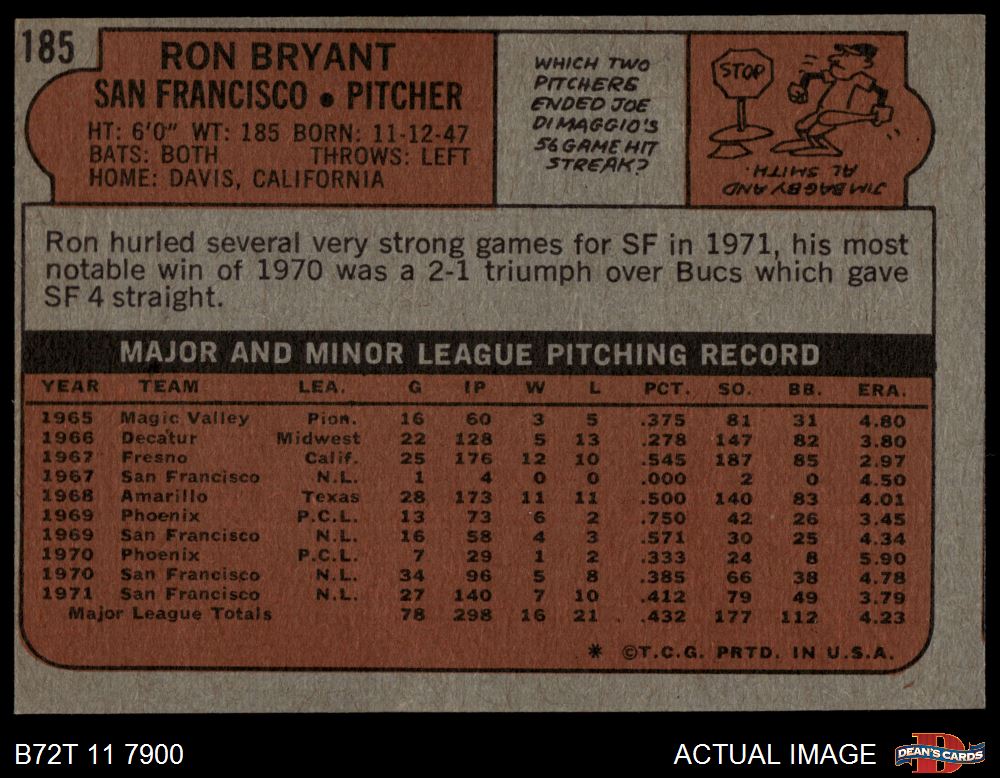 185
RON BRYANT
SAN FRANCISCO • PITCHER
HT: 6'0" WT: 185 BORN: 11-12-47
BATS: BOTH THROWS: LEFT
HOME: DAVIS, CALIFORNIA
WHICH TWO
PITCHERS
ENDED JOE
DI MAGGIO'S
56 GAME HIT
STREAK?
STOP
JIM BAGBY AND
AL SMITH.
Ron hurled several very strong games for SF in 1971, his most
notable win of 1970 was a 2-1 triumph over Bucs which gave
SF 4 straight.
MAJOR AND MINOR LEAGUE PITCHING RECORD
YEAR TEAM LEA. G IP W L PCT. SO. BB. ERA.
1965 Magic Valley Pion. 16 60 3 5 .375 81 31 4.80
1966 Decatur Midwest 22 128 5 13 .278 147 82 3.80
1967 Fresno Calif. 25 176 12 10 .545 187 85 2.97
1967 San Francisco N.L. 1 4 0 0 .000 2 0 4.50
1968 Amarillo Texas 28 173 11 11 .500 140 83 4.01
1969 Phoenix P.C.L. 13 73 6 2 .750 42 26 3.45
1969 San Francisco N.L. 16 58 4 3 .571 30 25 4.34
1970 Phoenix P.C.L. 7 29 1 2 .333 24 8 5.90
1970 San Francisco N.L. 34 96 5 8 .385 66 38 4.78
1971 San Francisco N.L. 27 140 7 10 .412 79 49 3.79
Major League Totals 78 298 16 21 .432 177 112 4.23
* ©T.C.G. PRTD. IN U.S.A.
B72T 11 7900
ACTUAL IMAGE
DEAN'S CARDS